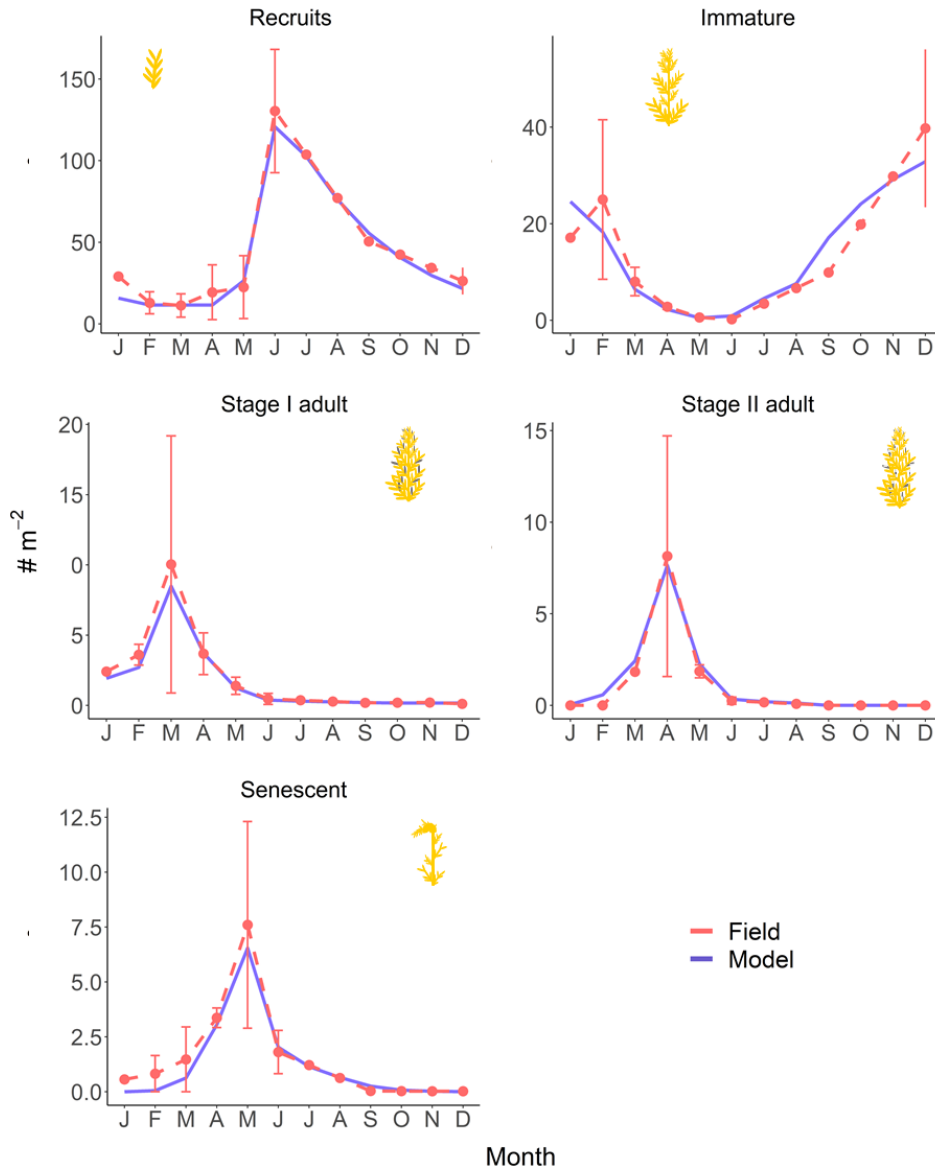 Recruits
150
100
50
0
J F M A M J J A S O N D
Immature
40
20
0
J F M A M J J A S O N D
Stage I adult
20
15
0
5
0
J F M A M J J A S O N D
Stage II adult
15
10
5
0
J F M A M J J A S O N D
Senescent
12.5
10.0
7.5
5.0
2.5
0.0
J F M A M J J A S O N D
# m⁻²
Field
Model
Month